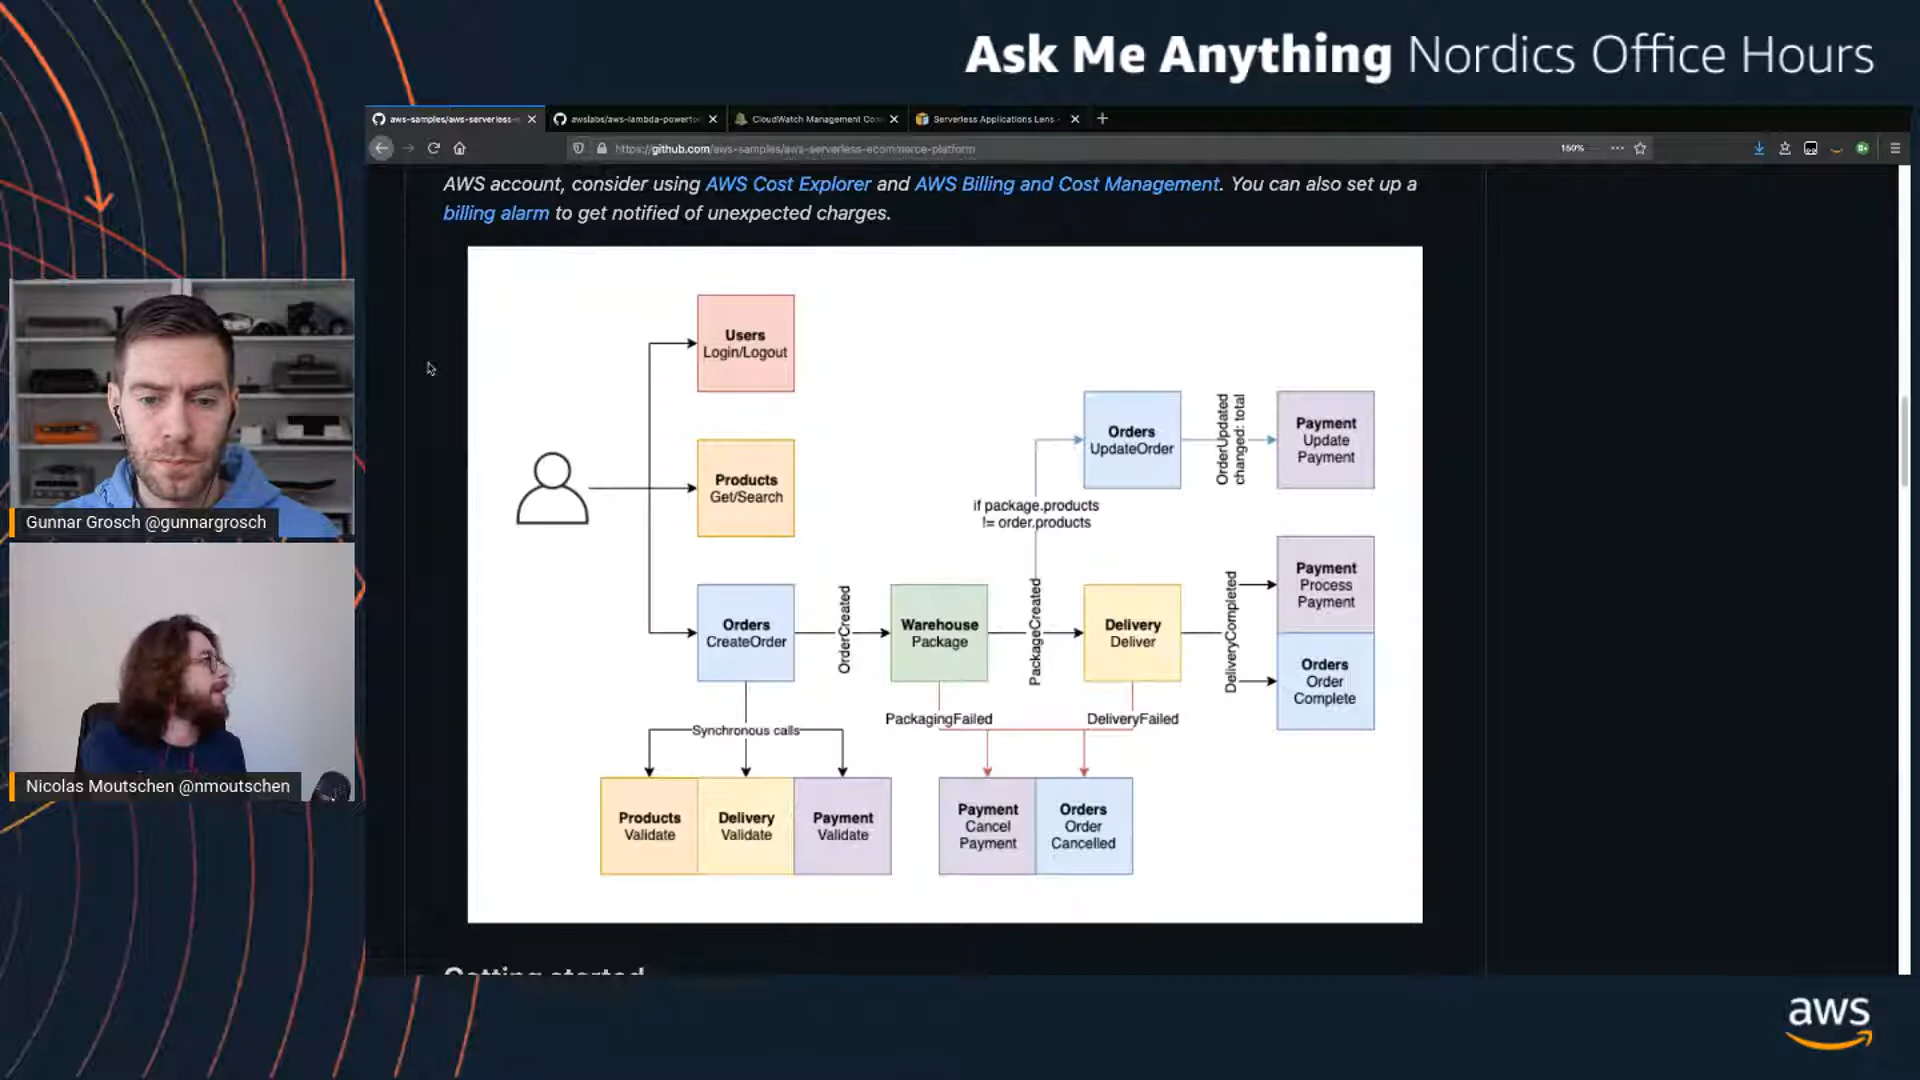 Ask Me Anything Nordics Office Hours
aws-samples/aws-serverless-
awslabs/aws-lambda-powerto
CloudWatch Management Co
Serverless Applications Lens -
https://github.com/aws-samples/aws-serverless-ecommerce-platform
150%
AWS account, consider using AWS Cost Explorer and AWS Billing and Cost Management. You can also set up a
billing alarm to get notified of unexpected charges.
Users
Login/Logout
Products
Get/Search
Orders
CreateOrder
OrderCreated
Warehouse
Package
PackageCreated
if package.products
!= order.products
Orders
UpdateOrder
OrderUpdated
changed: total
Payment
Update
Payment
Delivery
Deliver
DeliveryCompleted
Payment
Process
Payment
Orders
Order
Complete
Synchronous calls
Products
Validate
Delivery
Validate
Payment
Validate
PackagingFailed
DeliveryFailed
Payment
Cancel
Payment
Orders
Order
Cancelled
Getting started
Gunnar Grosch @gunnargrosch
Nicolas Moutschen @nmoutschen
aws